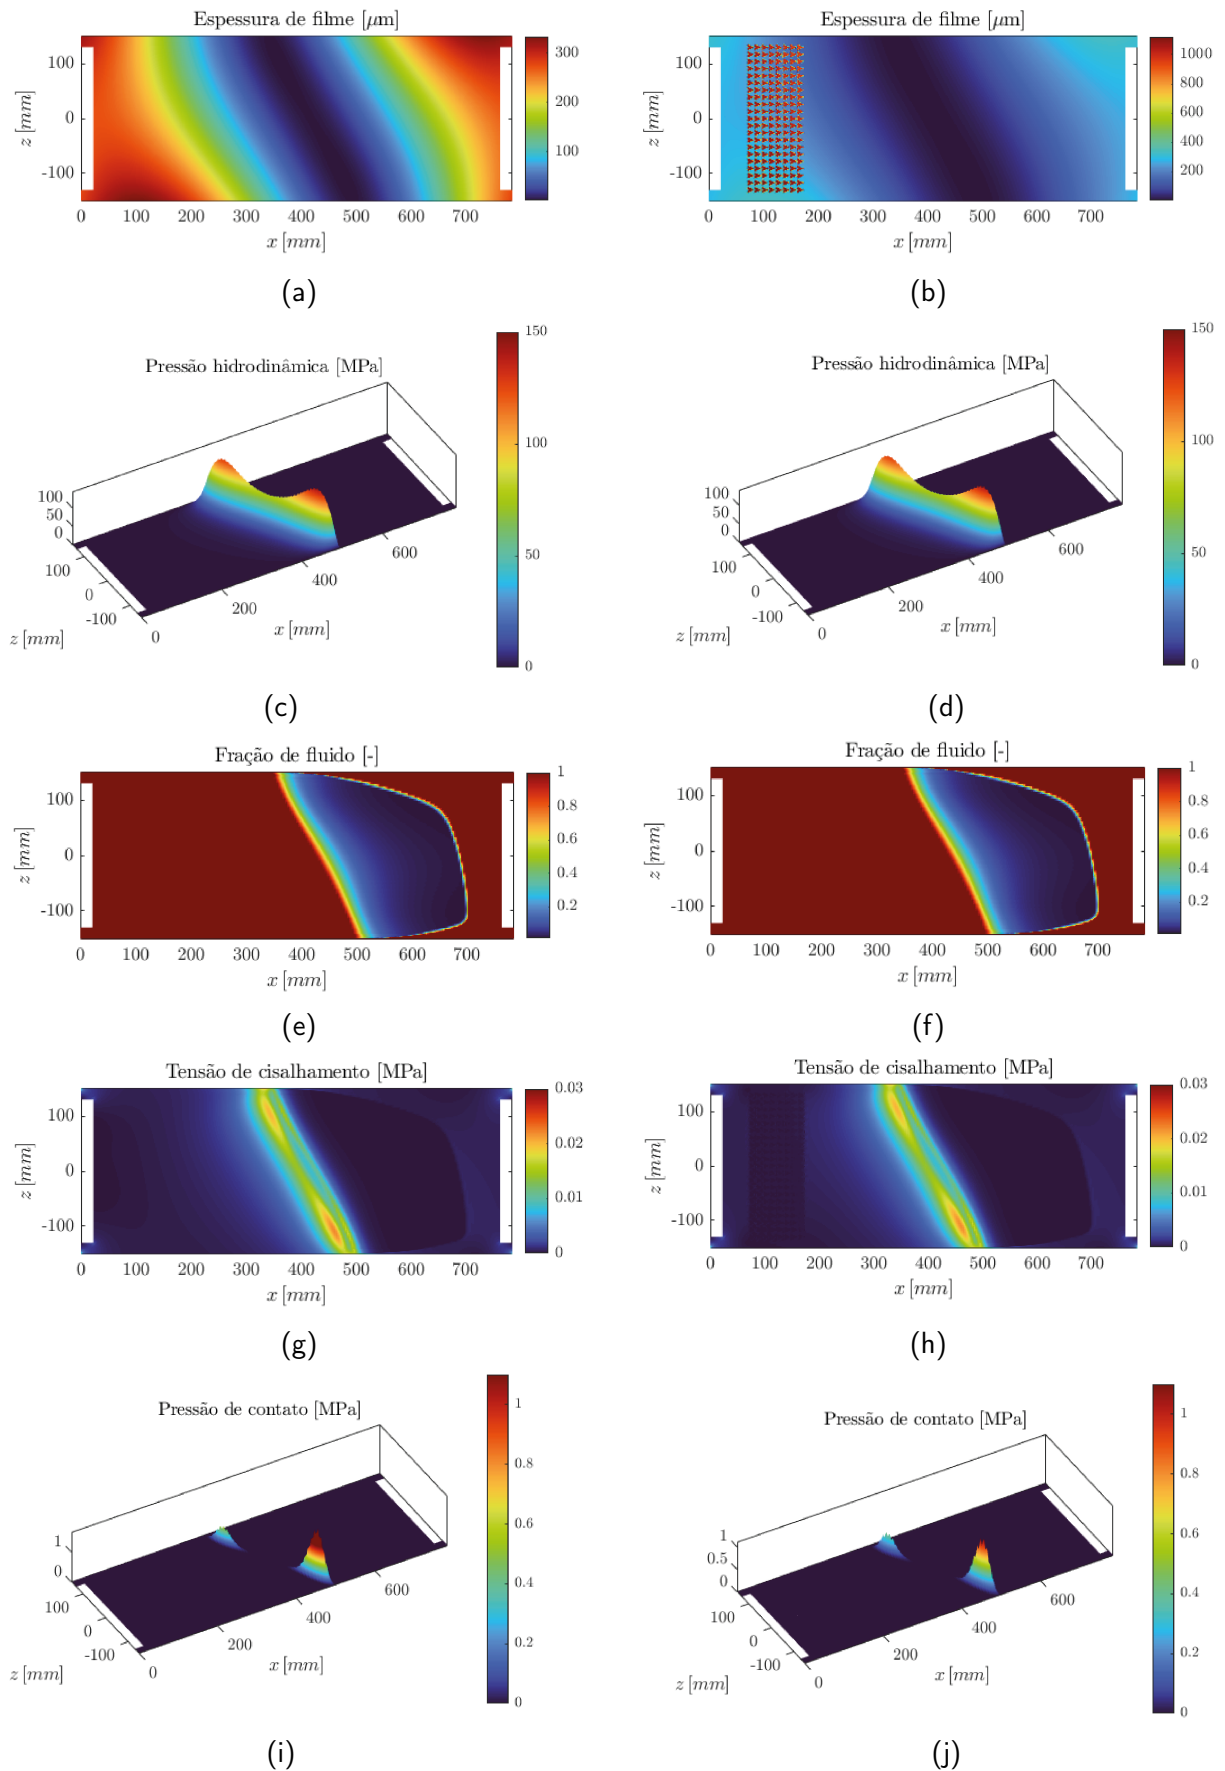 Espessura de filme [μm]
Espessura de filme [μm]
z [mm]
100
0
-100
0 100 200 300 400 500 600 700
x [mm]
300
200
100
z [mm]
100
0
-100
0 100 200 300 400 500 600 700
x [mm]
1000
800
600
400
200
(a)
(b)
Pressão hidrodinâmica [MPa]
100
50
0
100
0
-100
z [mm]
0
200
400
600
x [mm]
150
100
50
0
Pressão hidrodinâmica [MPa]
100
50
0
100
0
-100
z [mm]
0
200
400
600
x [mm]
150
100
50
0
(c)
(d)
Fração de fluido [-]
z [mm]
100
0
-100
0 100 200 300 400 500 600 700
x [mm]
1
0.8
0.6
0.4
0.2
Fração de fluido [-]
z [mm]
100
0
-100
0 100 200 300 400 500 600 700
x [mm]
1
0.8
0.6
0.4
0.2
(e)
(f)
Tensão de cisalhamento [MPa]
z [mm]
100
0
-100
0 100 200 300 400 500 600 700
x [mm]
0.03
0.02
0.01
0
Tensão de cisalhamento [MPa]
z [mm]
100
0
-100
0 100 200 300 400 500 600 700
x [mm]
0.03
0.02
0.01
0
(g)
(h)
Pressão de contato [MPa]
1
0
100
0
-100
z [mm]
0
200
400
600
x [mm]
1
0.8
0.6
0.4
0.2
0
Pressão de contato [MPa]
1
0.5
0
100
0
-100
z [mm]
0
200
400
600
x [mm]
1
0.8
0.6
0.4
0.2
0
(i)
(j)